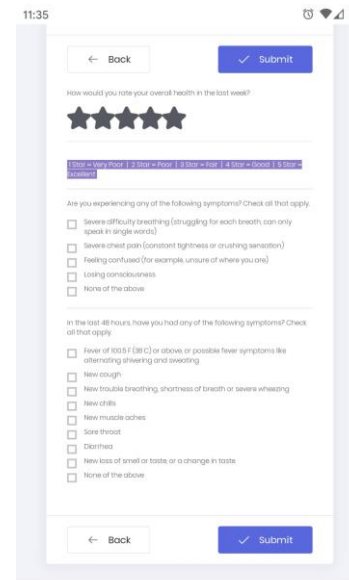 11:35
← Back
✓ Submit
How would you rate your overall health in the last week?
1 Star = Very Poor | 2 Star = Poor | 3 Star = Fair | 4 Star = Good | 5 Star =
Excellent
Are you experiencing any of the following symptoms? Check all that apply.
Severe difficulty breathing (struggling for each breath, can only
speak in single words)
Severe chest pain (constant tightness or crushing sensation)
Feeling confused (for example, unsure of where you are)
Losing consciousness
None of the above
In the last 48 hours, have you had any of the following symptoms? Check
all that apply.
Fever of 100.5 F (38 C) or above, or possible fever symptoms like
alternating shivering and sweating
New cough
New trouble breathing, shortness of breath or severe wheezing
New chills
New muscle aches
Sore throat
Diarrhea
New loss of smell or taste, or a change in taste
None of the above
← Back
✓ Submit